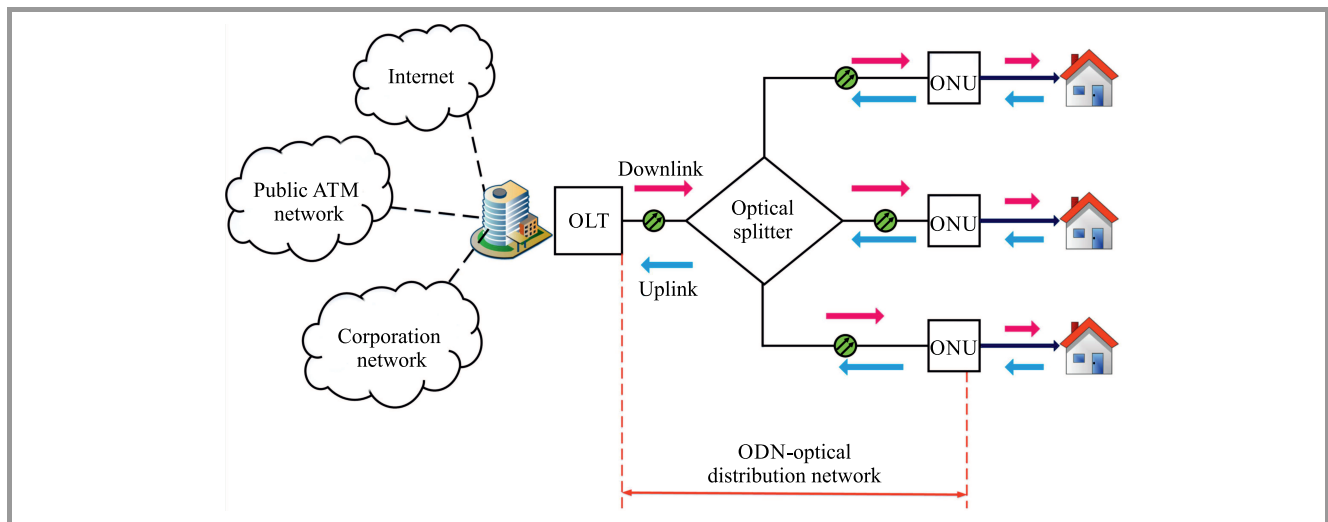 Internet
Public ATM
network
Corporation
network
OLT
Downlink
Uplink
Optical
splitter
ONU
ONU
ONU
ODN-optical
distribution network